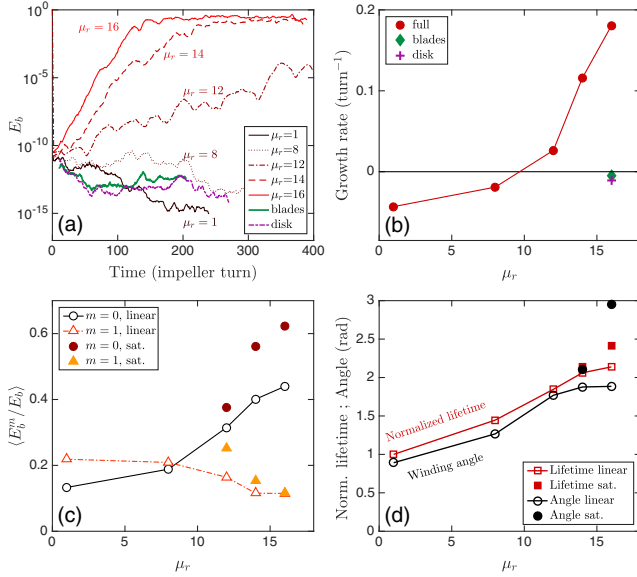 10⁰
10⁻⁵
10⁻¹⁰
10⁻¹⁵
E_b
μ_r = 16
μ_r = 14
μ_r = 12
μ_r = 8
μ_r = 1
μ_r=1
μ_r=8
μ_r=12
μ_r=14
μ_r=16
blades
disk
(a)
0 100 200 300 400
Time (impeller turn)
full
blades
disk
0.2
0.1
0
-0.1
Growth rate (turn⁻¹)
(b)
0 5 10 15
μ_r
m = 0, linear
m = 1, linear
m = 0, sat.
m = 1, sat.
0.6
0.4
0.2
0
⟨E_b^m/E_b⟩
(c)
0 5 10 15
μ_r
3
2.5
2
1.5
1
0.5
0
Norm. lifetime ; Angle (rad)
Normalized lifetime
Winding angle
Lifetime linear
Lifetime sat.
Angle linear
Angle sat.
(d)
0 5 10 15
μ_r